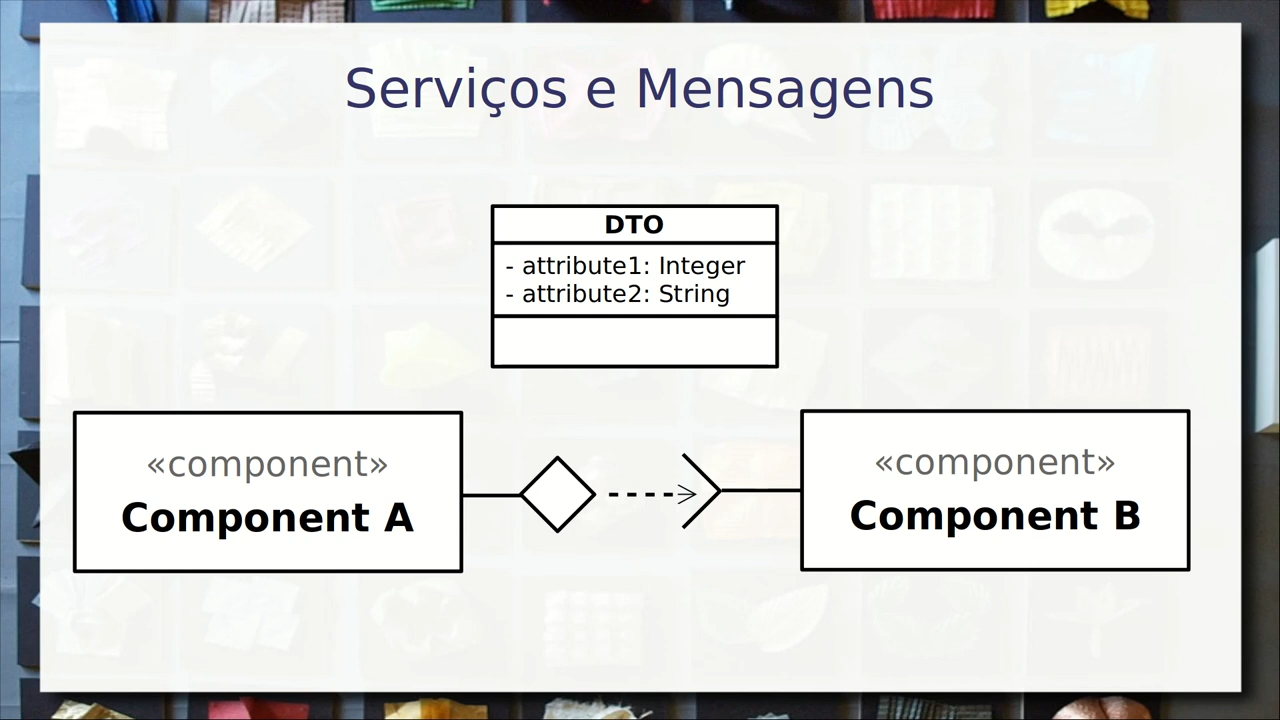 Serviços e Mensagens
DTO
- attribute1: Integer
- attribute2: String
«component»
Component A
«component»
Component B